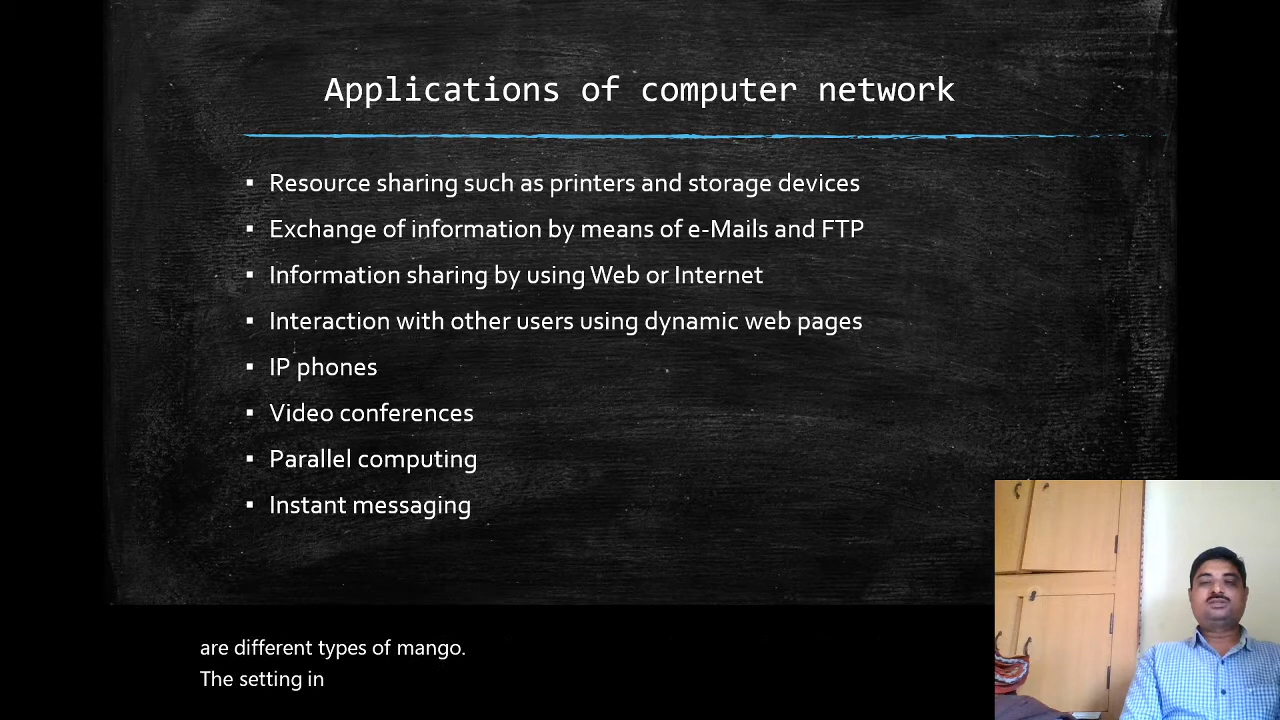 Applications of computer network
▪ Resource sharing such as printers and storage devices
▪ Exchange of information by means of e-Mails and FTP
▪ Information sharing by using Web or Internet
▪ Interaction with other users using dynamic web pages
▪ IP phones
▪ Video conferences
▪ Parallel computing
▪ Instant messaging
are different types of mango.
The setting in